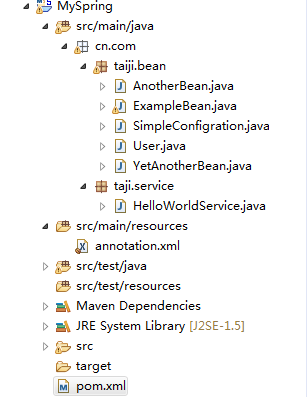 MySpring
src/main/java
cn.com
taiji.bean
AnotherBean.java
ExampleBean.java
SimpleConfigration.java
User.java
YetAnotherBean.java
taji.service
HelloWorldService.java
src/main/resources
annotation.xml
src/test/java
src/test/resources
Maven Dependencies
JRE System Library [J2SE-1.5]
src
target
pom.xml